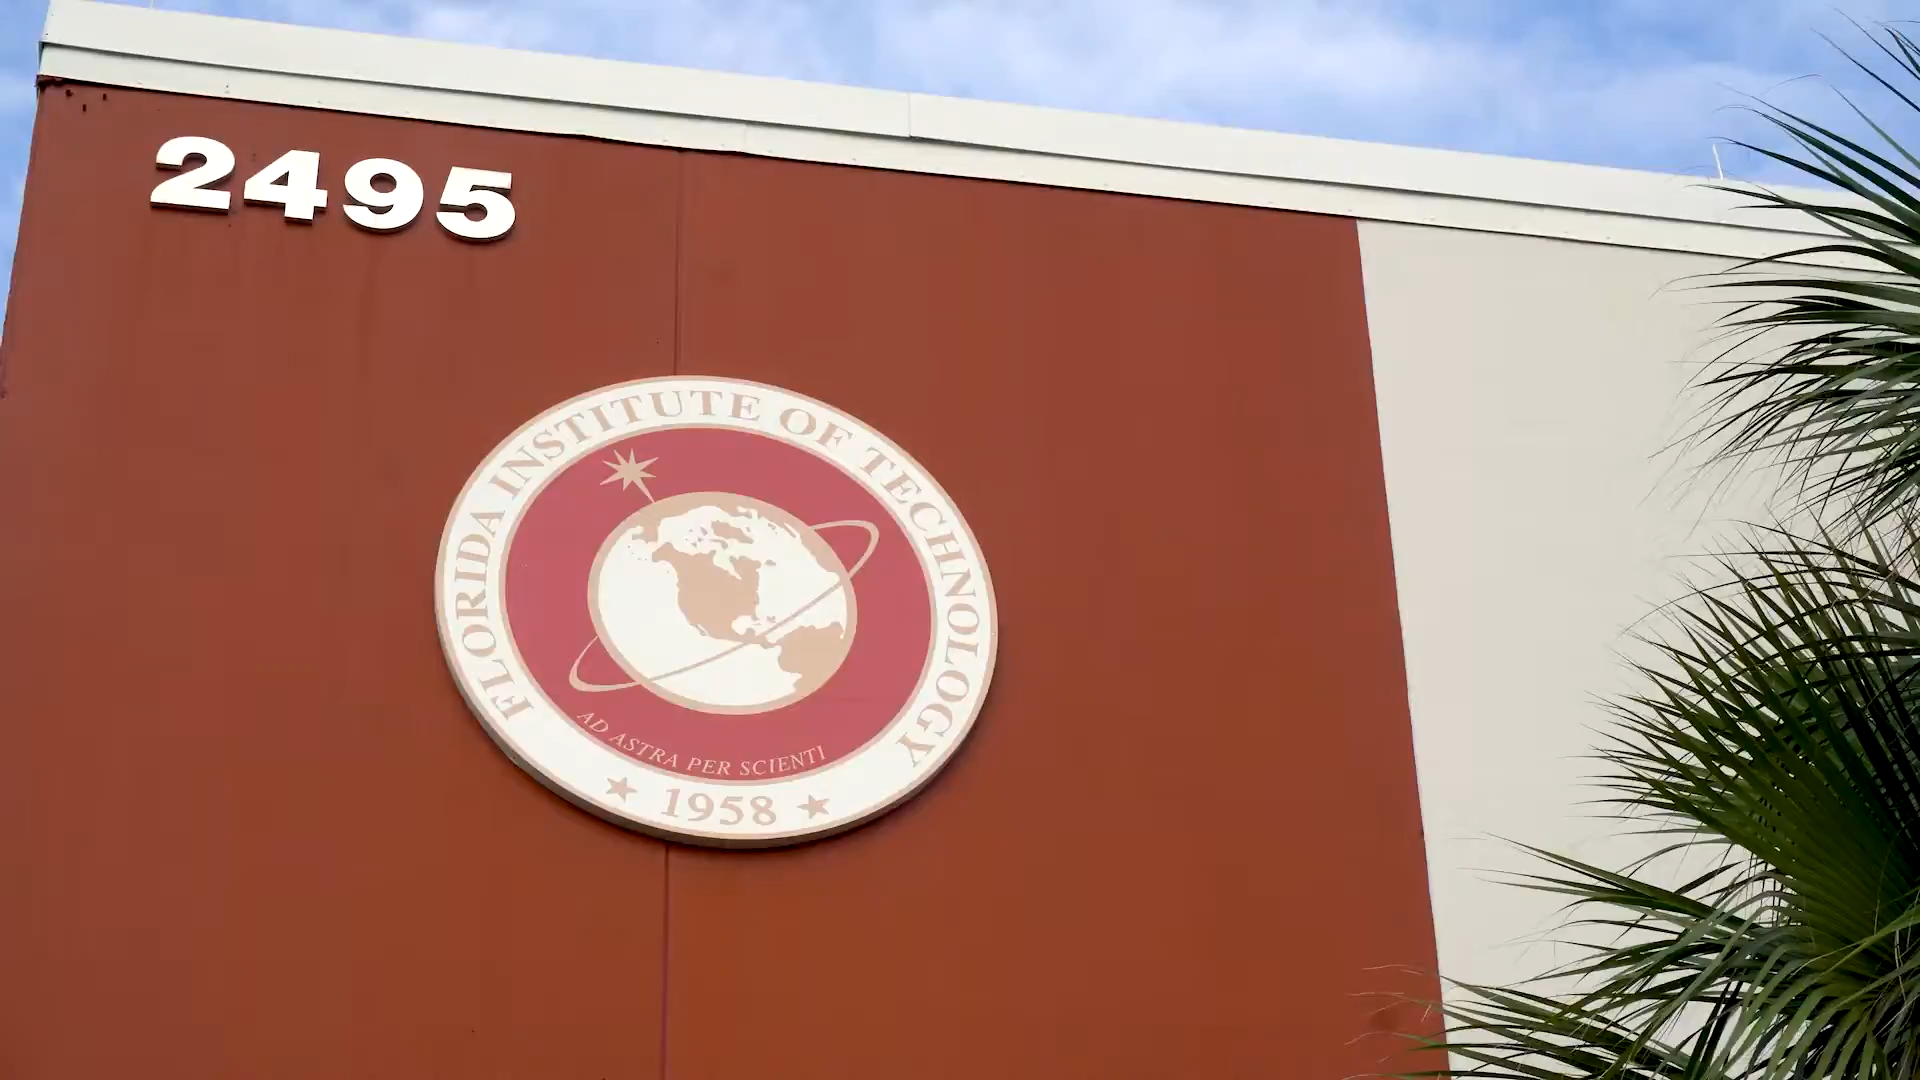 2495
FLORIDA INSTITUTE OF TECHNOLOGY
AD ASTRA PER SCIENTI
1958